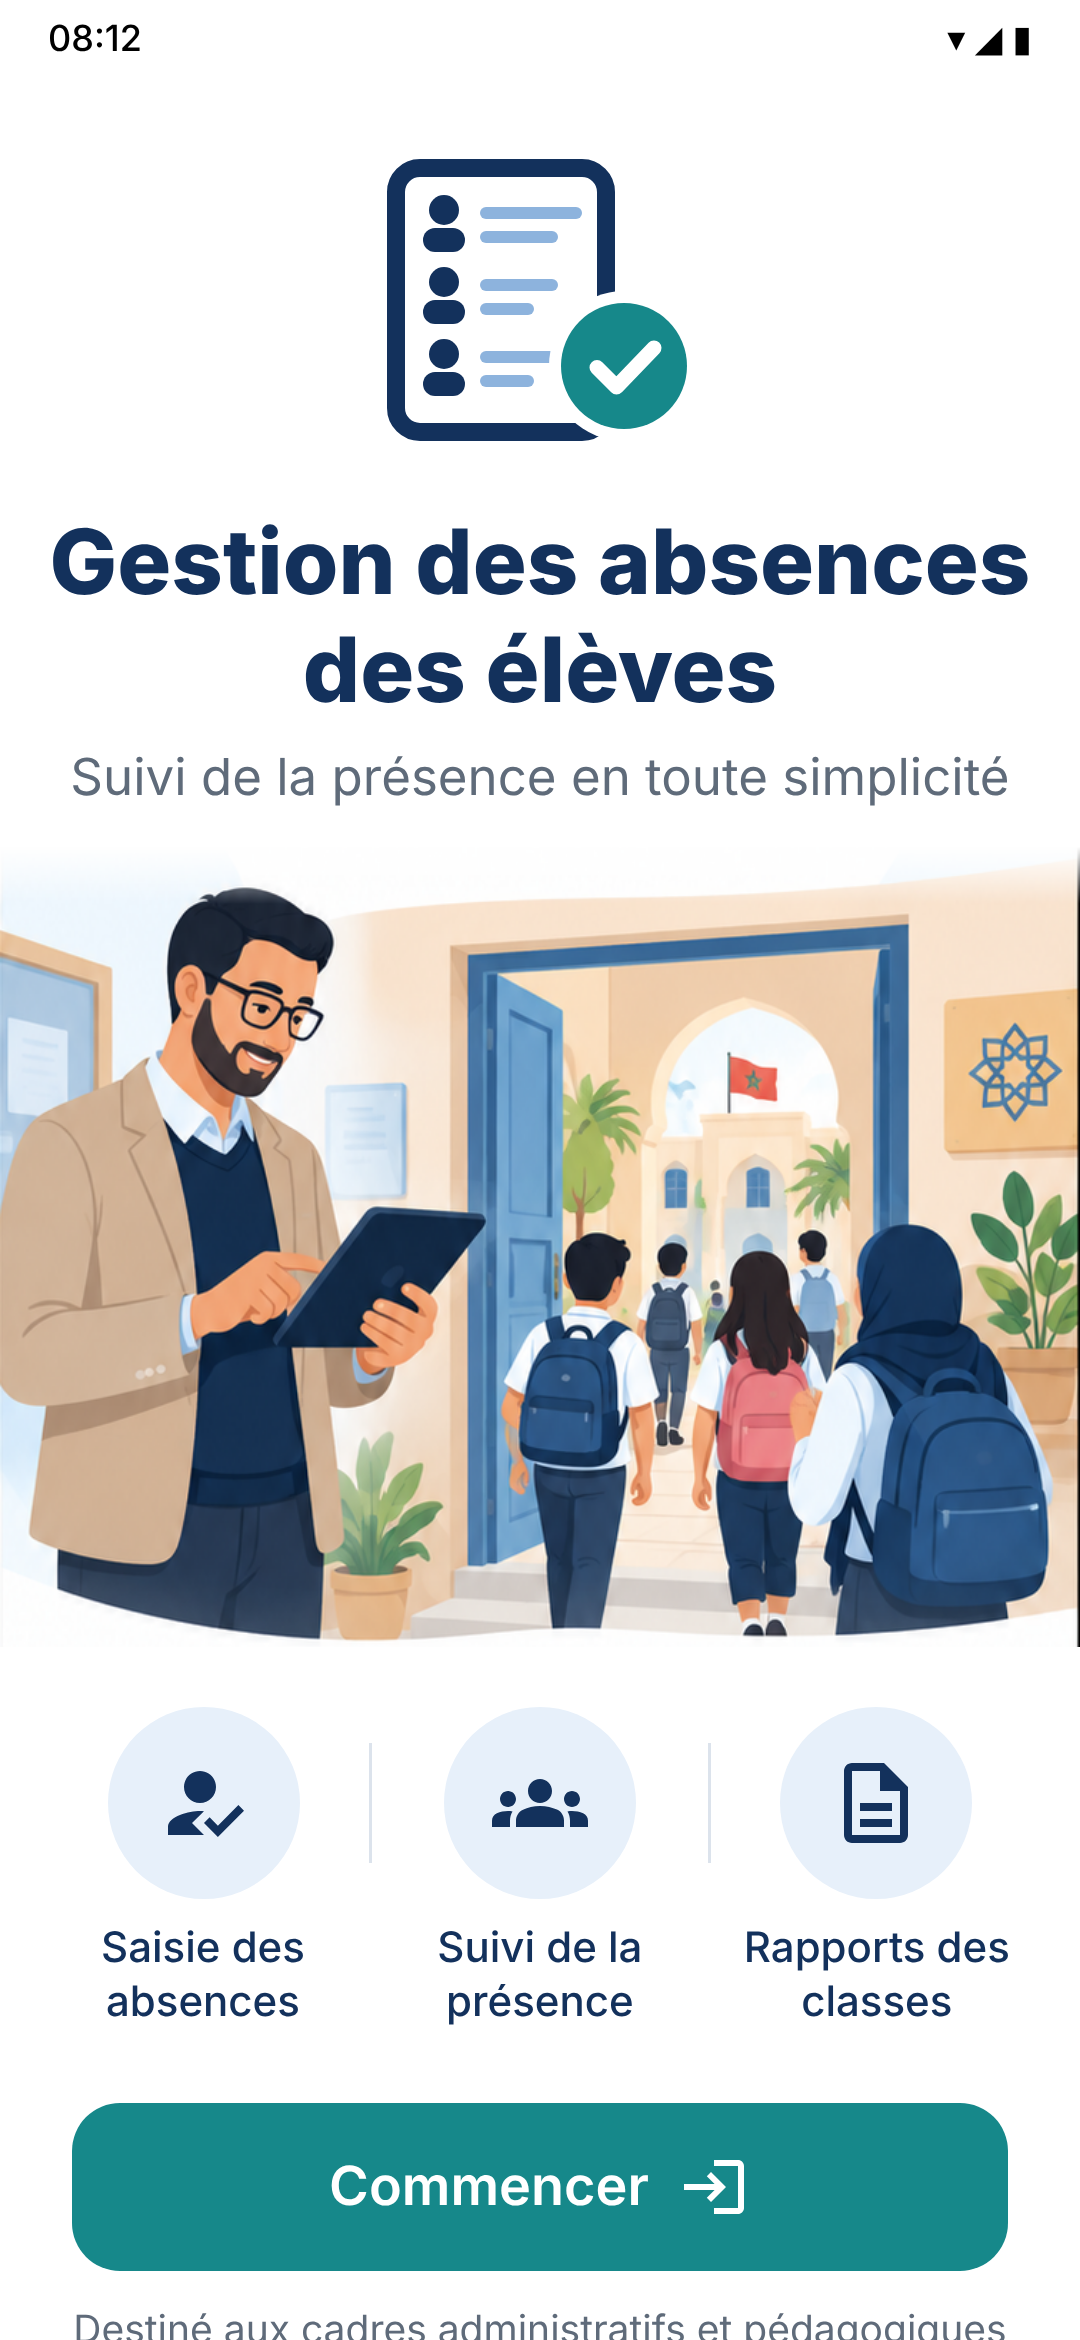 08:12
Gestion des absences
des élèves
Suivi de la présence en toute simplicité
Saisie des
absences
Suivi de la
présence
Rapports des
classes
Commencer
Destiné aux cadres administratifs et pédagogiques